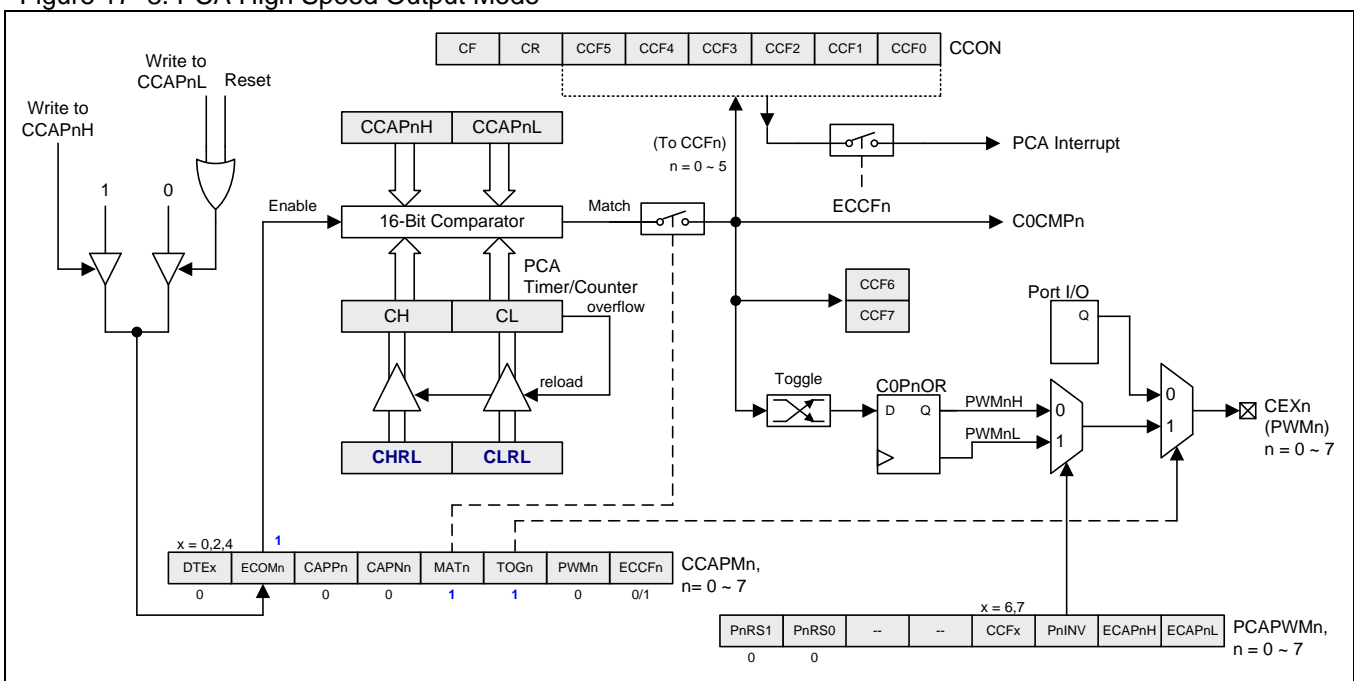 Figure 17-8. PCA High Speed Output Mode
CF CR CCF5 CCF4 CCF3 CCF2 CCF1 CCF0 CCON
Write to
CCAPnL Reset
Write to
CCAPnH
CCAPnH CCAPnL
(To CCFn)
n = 0 ~ 5
PCA Interrupt
ECCFn
1 0
Enable
16-Bit Comparator
Match
C0CMPn
PCA
Timer/Counter
overflow
CH CL
CCF6
CCF7
Port I/O
Q
reload
Toggle
C0PnOR
D Q
PWMnH
PWMnL
0
1
0
1
CEXn
(PWMn)
n = 0 ~ 7
CHRL CLRL
x = 0,2,4
1
DTEx ECOMn CAPPn CAPNn MATn TOGn PWMn ECCFn
CCAPMn,
n= 0 ~ 7
0 0 0 1 1 0 0/1
x = 6,7
PnRS1 PnRS0 -- -- CCFx PnINV ECAPnH ECAPnL
PCAPWMn,
n = 0 ~ 7
0 0